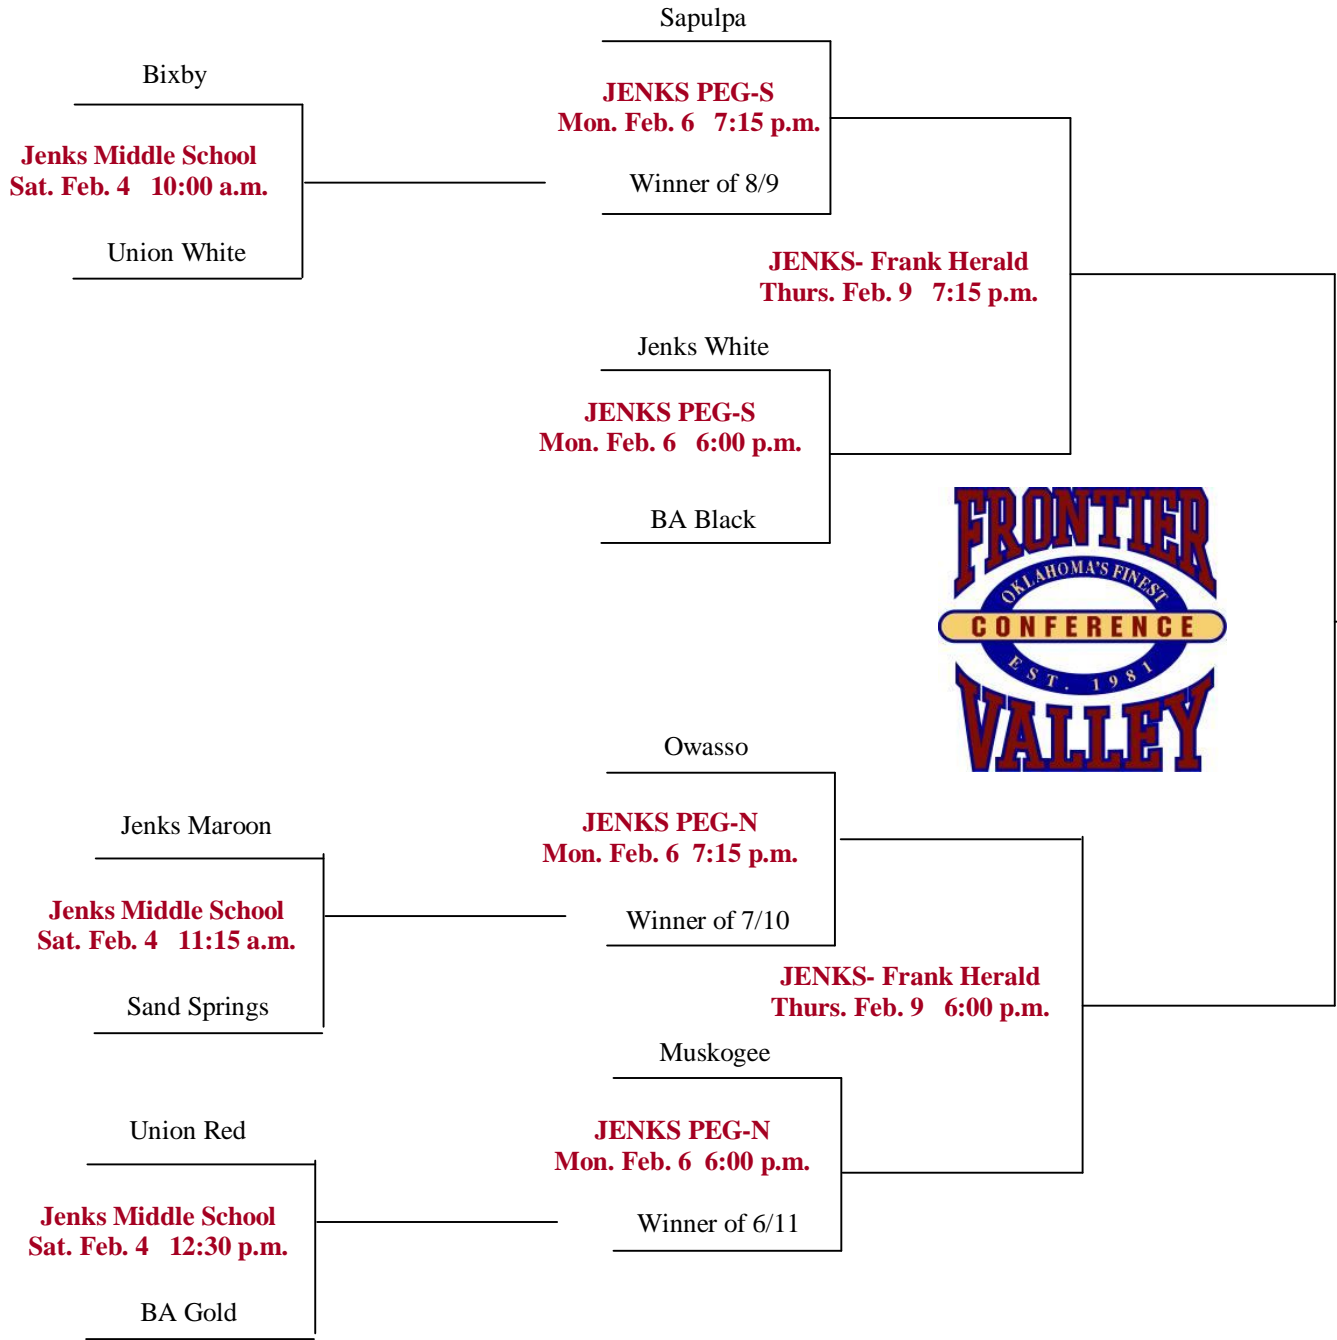 Sapulpa
Bixby
JENKS PEG-S
Mon. Feb. 6 7:15 p.m.
Jenks Middle School
Sat. Feb. 4 10:00 a.m.
Winner of 8/9
Union White
JENKS- Frank Herald
Thurs. Feb. 9 7:15 p.m.
Jenks White
JENKS PEG-S
Mon. Feb. 6 6:00 p.m.
BA Black
FRONTIER
OKLAHOMA'S FINEST
CONFERENCE
EST. 1981
VALLEY
Owasso
Jenks Maroon
JENKS PEG-N
Mon. Feb. 6 7:15 p.m.
Jenks Middle School
Sat. Feb. 4 11:15 a.m.
Winner of 7/10
JENKS- Frank Herald
Thurs. Feb. 9 6:00 p.m.
Sand Springs
Muskogee
Union Red
JENKS PEG-N
Mon. Feb. 6 6:00 p.m.
Jenks Middle School
Sat. Feb. 4 12:30 p.m.
Winner of 6/11
BA Gold